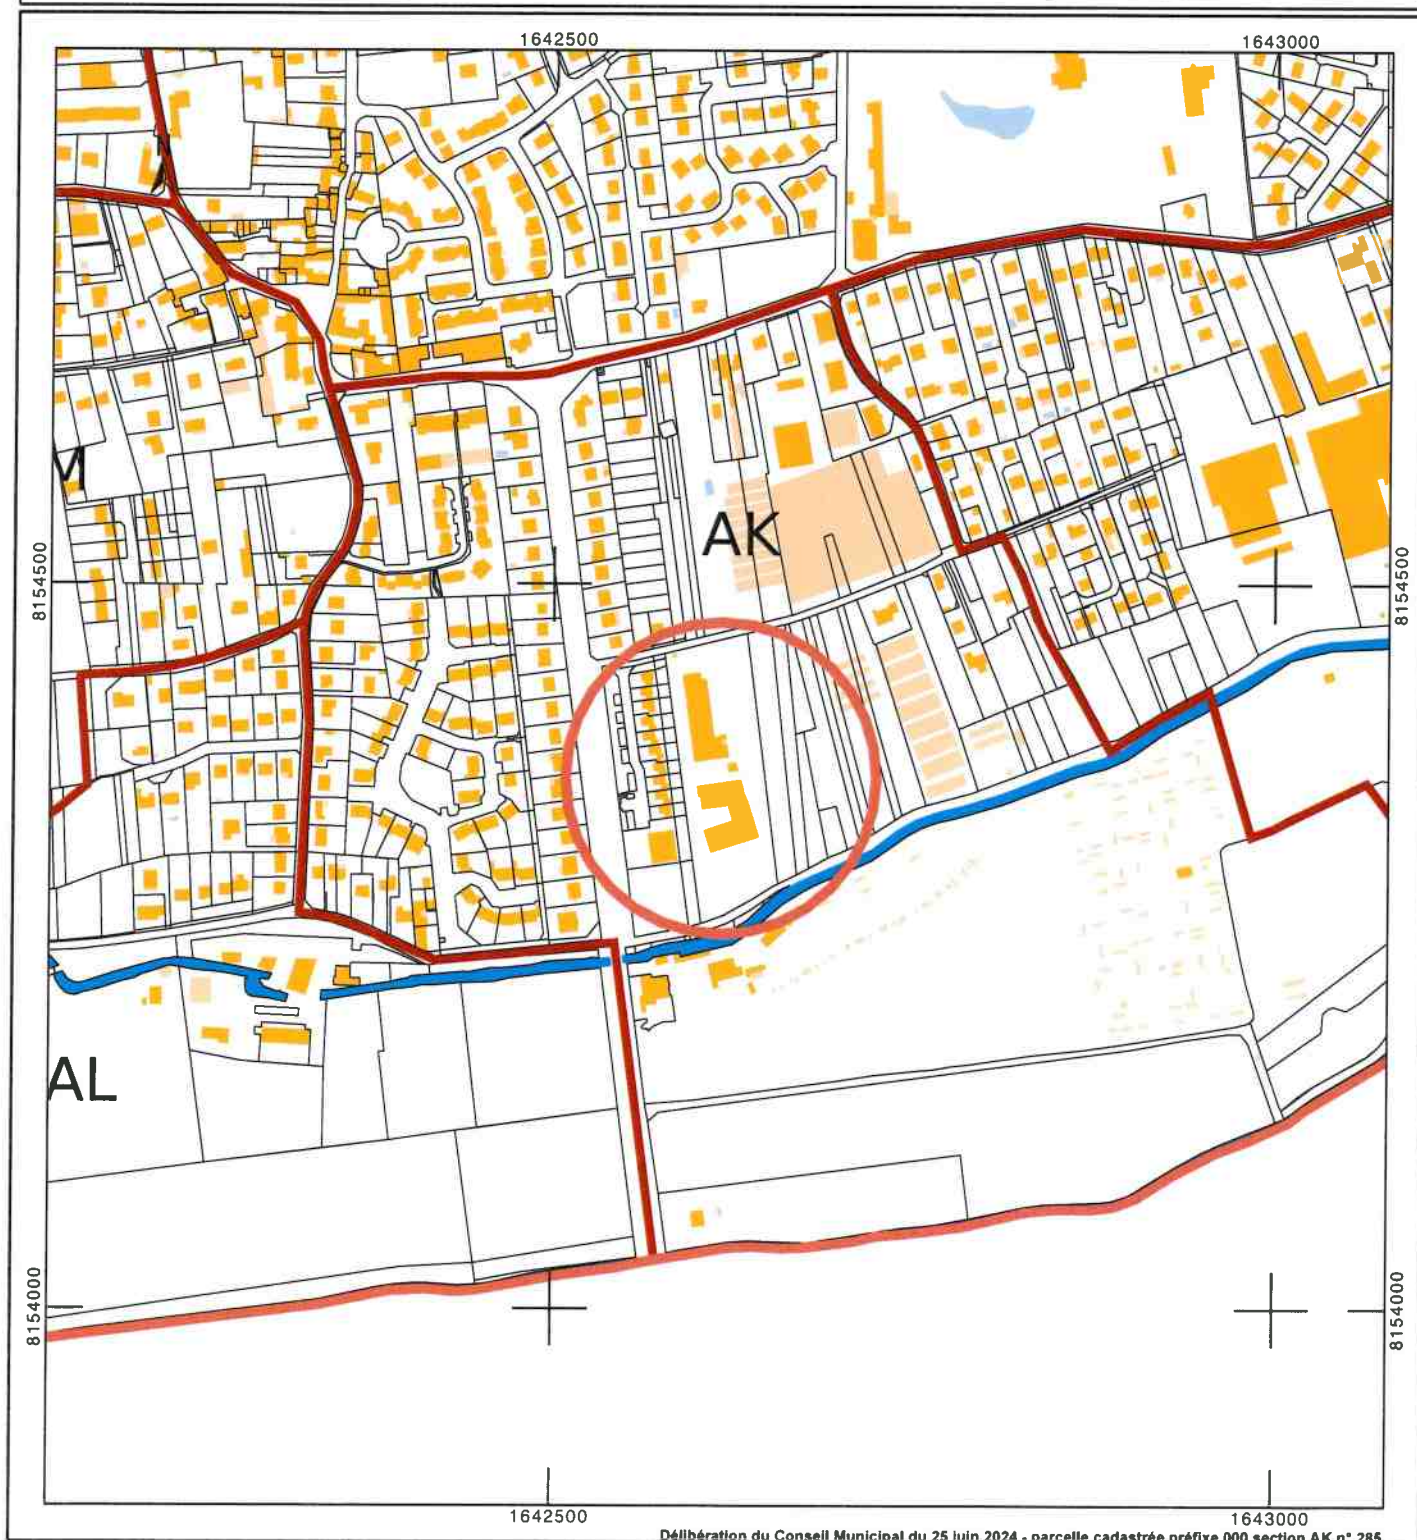 1642500
1643000
M
AK
8154500
8154500
AL
8154000
8154000
1642500
1643000
Délibération du Conseil Municipal du 25 juin 2024 - parcelle cadastrée préfixe 000 section AK n° 285